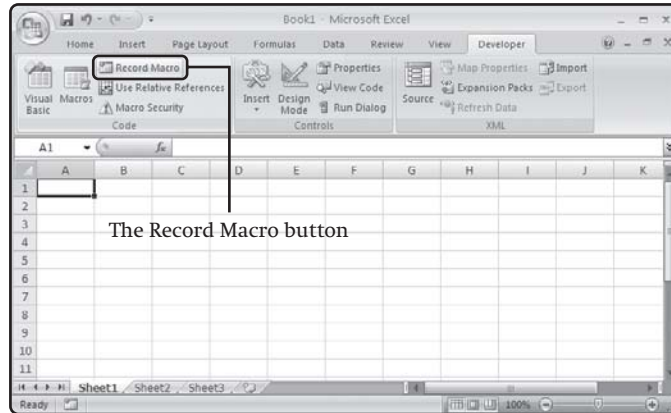 Book1 - Microsoft Excel
Home Insert Page Layout Formulas Data Review View Developer
Visual Basic
Macros
Record Macro
Use Relative References
Macro Security
Code
Insert
Design Mode
Properties
View Code
Run Dialog
Controls
Source
Map Properties
Expansion Packs
Refresh Data
Import
Export
XML
A1 fx
A B C D E F G H I J K
1
2
3
The Record Macro button
4
5
6
7
8
9
10
11
Sheet1 Sheet2 Sheet3
Ready 100%